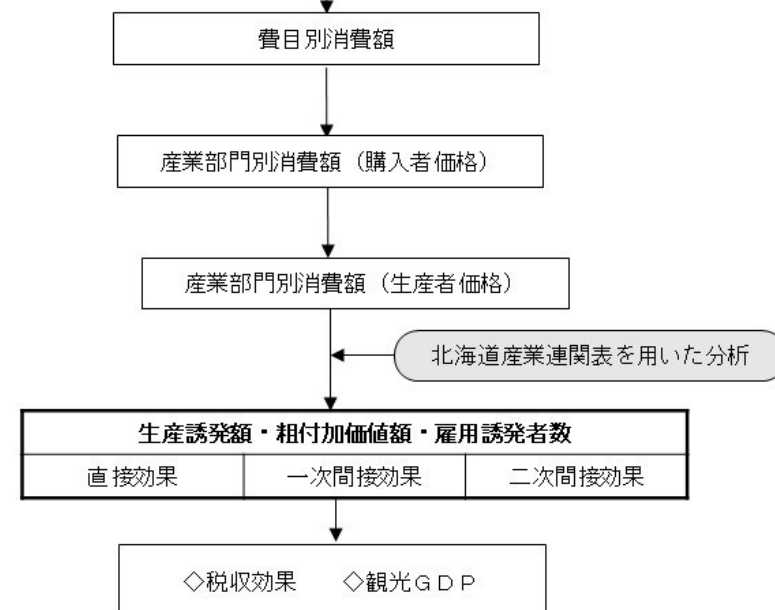 費目別消費額
産業部門別消費額（購入者価格）
産業部門別消費額（生産者価格）
北海道産業連関表を用いた分析
生産誘発額・粗付加価値額・雇用誘発者数
直接効果 一次間接効果 二次間接効果
◇税収効果 ◇観光ＧＤＰ